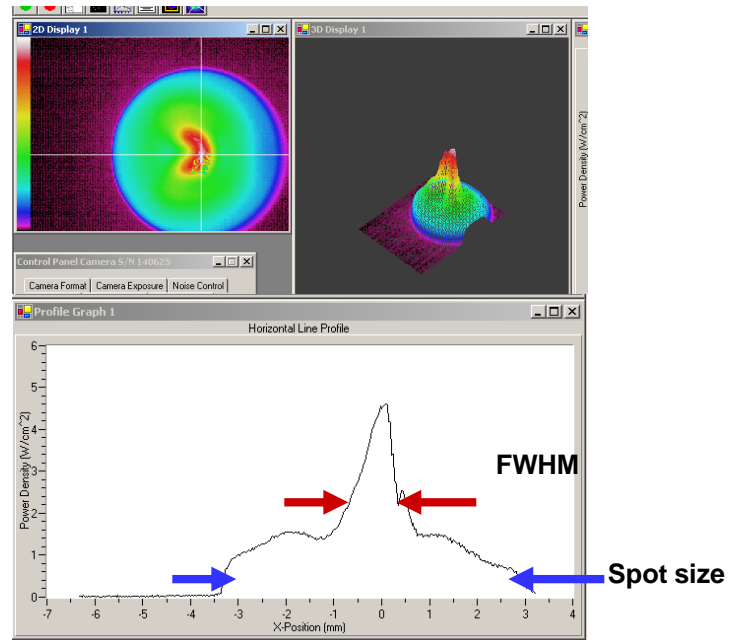 2D Display 1
3D Display 1
Power Density (W/cm^2)
Control Panel Camera S/N 140625
Camera Format Camera Exposure Noise Control
Profile Graph 1
Horizontal Line Profile
6
5
4
3
2
1
0
Power Density (W/cm^2)
FWHM
Spot size
-7 -6 -5 -4 -3 -2 -1 0 1 2 3 4
X-Position (mm)